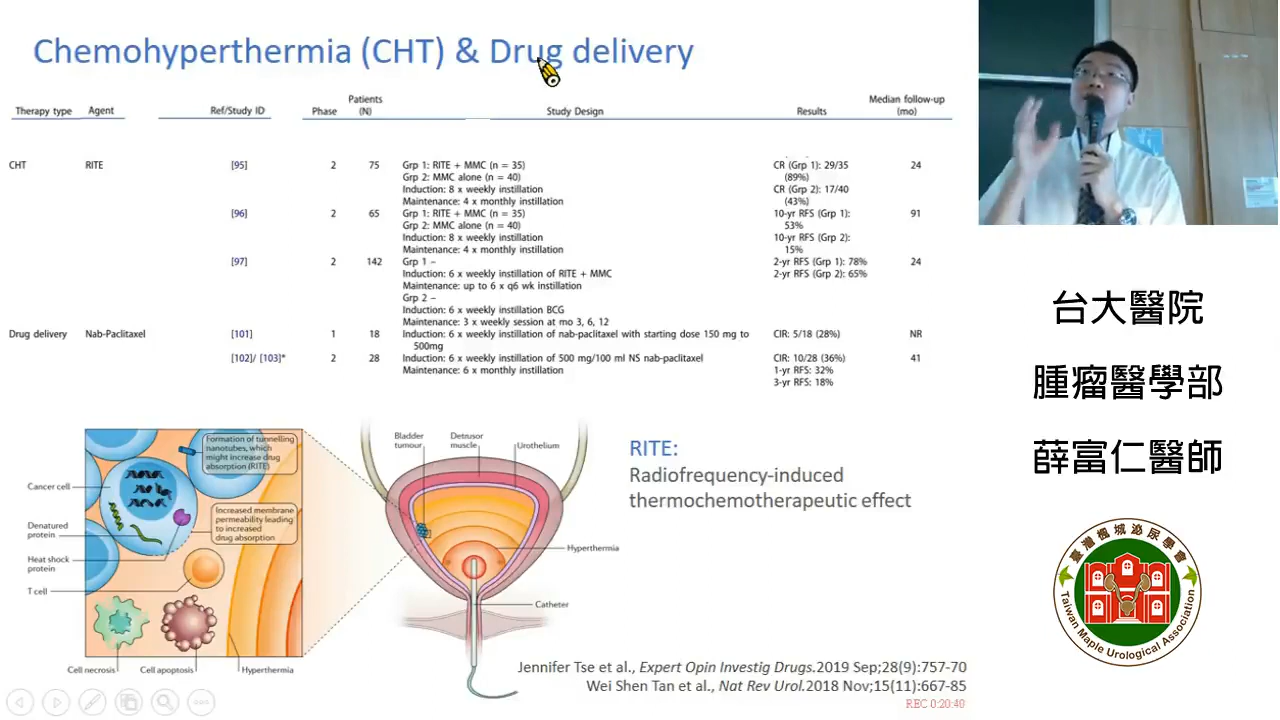 Chemohyperthermia (CHT) & Drug delivery
Therapy type Agent Ref/Study ID Phase Patients (N) Study Design Results Median follow-up (mo)
CHT RITE [95] 2 75 Grp 1: RITE + MMC (n = 35) CR (Grp 1): 29/35 24
Grp 2: MMC alone (n = 40) (89%)
Induction: 8 x weekly instillation CR (Grp 2): 17/40
Maintenance: 4 x monthly instillation (43%)
[96] 2 65 Grp 1: RITE + MMC (n = 35) 10-yr RFS (Grp 1): 91
Grp 2: MMC alone (n = 40) 53%
Induction: 8 x weekly instillation 10-yr RFS (Grp 2):
Maintenance: 4 x monthly instillation 15%
[97] 2 142 Grp 1 – 2-yr RFS (Grp 1): 78% 24
Induction: 6 x weekly instillation of RITE + MMC 2-yr RFS (Grp 2): 65%
Maintenance: up to 6 x q6 wk instillation
Grp 2 –
Induction: 6 x weekly instillation BCG
Maintenance: 3 x weekly session at mo 3, 6, 12
Drug delivery Nab-Paclitaxel [101] 1 18 Induction: 6 x weekly instillation of nab-paclitaxel with starting dose 150 mg to CIR: 5/18 (28%) NR
500mg
[102]/ [103]* 2 28 Induction: 6 x weekly instillation of 500 mg/100 ml NS nab-paclitaxel CIR: 10/28 (36%) 41
Maintenance: 6 x monthly instillation 1-yr RFS: 32%
3-yr RFS: 18%
Formation of tunnelling
nanotubes, which
might increase drug
absorption (RITE)
Cancer cell
Increased membrane
permeability leading
to increased
drug absorption
Denatured
protein
Heat shock
protein
T cell
Cell necrosis
Cell apoptosis
Hyperthermia
Bladder
tumour
Detrusor
muscle
Urothelium
Hyperthermia
Catheter
RITE:
Radiofrequency-induced
thermochemotherapeutic effect
Jennifer Tse et al., Expert Opin Investig Drugs.2019 Sep;28(9):757-70
Wei Shen Tan et al., Nat Rev Urol.2018 Nov;15(11):667-85
REC 0:20:40
台大醫院
腫瘤醫學部
薛富仁醫師
臺灣楓城泌尿學會
Taiwan Maple Urological Association